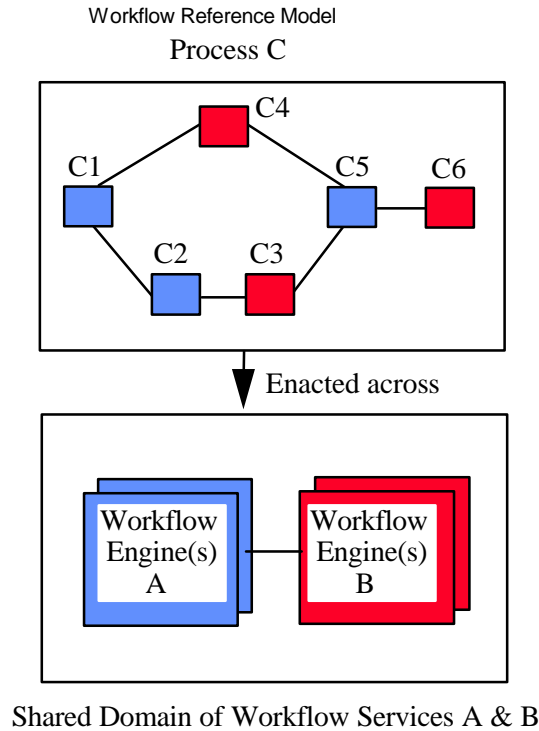 Workflow Reference Model
Process C
C4
C1
C5
C6
C2
C3
Enacted across
Workflow
Engine(s)
A
Workflow
Engine(s)
B
Shared Domain of Workflow Services A & B